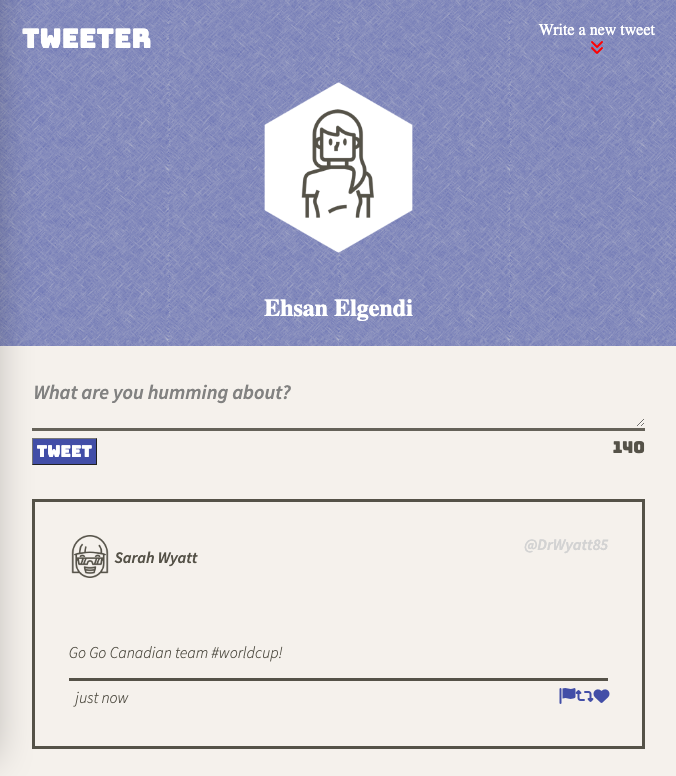 TWEETER
Write a new tweet
Ehsan Elgendi
What are you humming about?
TWEET
140
Sarah Wyatt
@DrWyatt85
Go Go Canadian team #worldcup!
just now